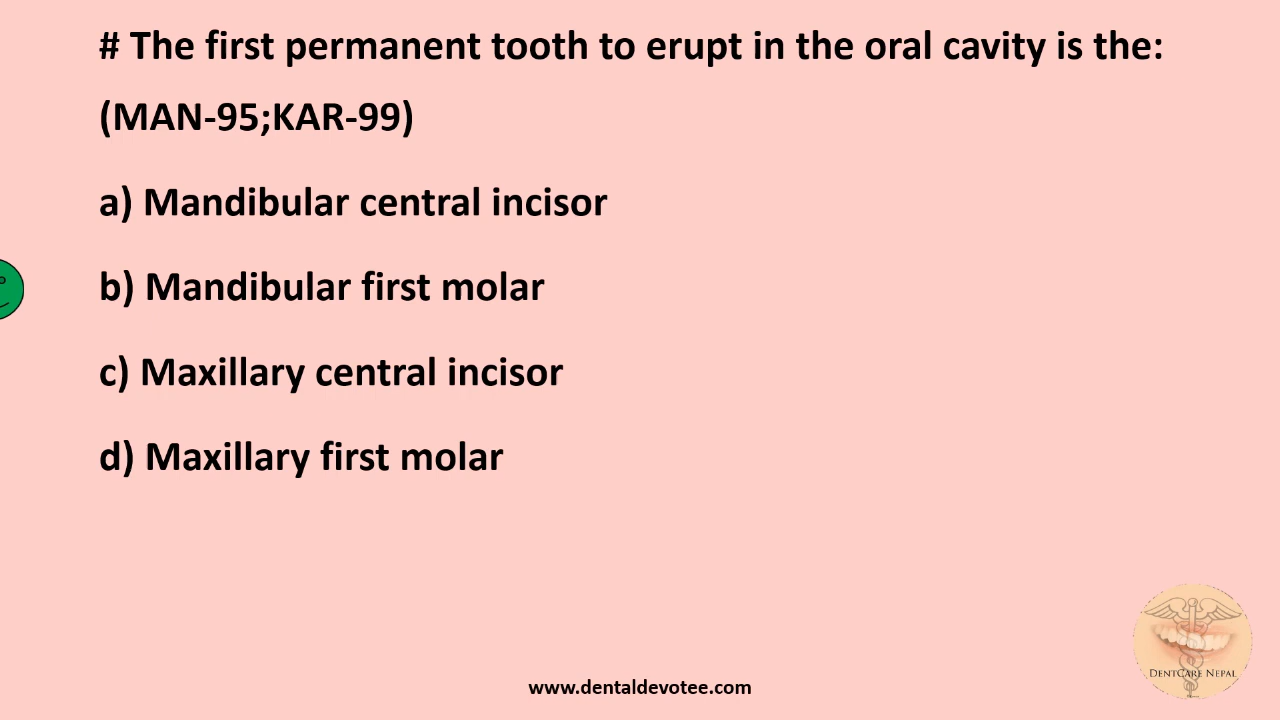 # The first permanent tooth to erupt in the oral cavity is the:
(MAN-95;KAR-99)
a) Mandibular central incisor
b) Mandibular first molar
c) Maxillary central incisor
d) Maxillary first molar
DENTCARE NEPAL
www.dentaldevotee.com